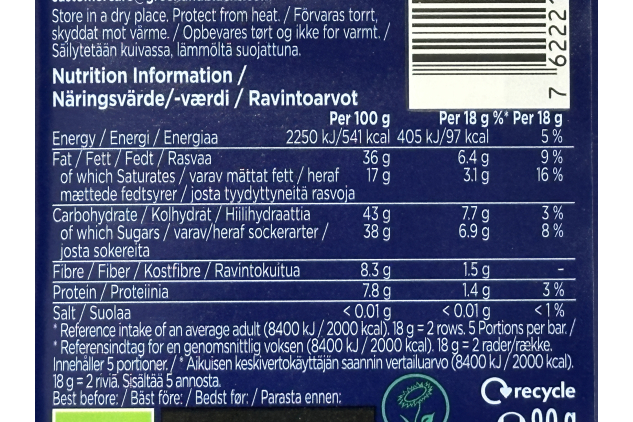 Store in a dry place. Protect from heat. / Förvaras torrt,
skyddat mot värme. / Opbevares tørt og ikke for varmt. /
Säilytetään kuivassa, lämmöltä suojattuna.
7 6222
Nutrition Information /
Näringsvärde/-værdi / Ravintoarvot
Per 100 g Per 18 g %* Per 18 g
Energy / Energi / Energiaa 2250 kJ/541 kcal 405 kJ/97 kcal 5 %
Fat / Fett / Fedt / Rasvaa 36 g 6.4 g 9 %
of which Saturates / varav mättat fett / heraf 17 g 3.1 g 16 %
mættede fedtsyrer / josta tyydyttyneitä rasvoja
Carbohydrate / Kolhydrat / Hiilihydraattia 43 g 7.7 g 3 %
of which Sugars / varav/heraf sockerarter / 38 g 6.9 g 8 %
josta sokereita
Fibre / Fiber / Kostfibre / Ravintokuitua 8.3 g 1.5 g -
Protein / Proteiinia 7.8 g 1.4 g 3 %
Salt / Suolaa < 0.01 g < 0.01 g <1 %
* Reference intake of an average adult (8400 kJ / 2000 kcal). 18 g = 2 rows. 5 Portions per bar. /
* Referensindtag for en genomsnittlig voksen (8400 kJ / 2000 kcal). 18 g = 2 rader/række.
Innehåller 5 portioner. / * Aikuisen keskivertokäyttäjän saannin vertailuarvo (8400 kJ / 2000 kcal).
18 g = 2 riviä. Sisältää 5 annosta.
Best before: / Bäst före: / Bedst før: / Parasta ennen:
recycle